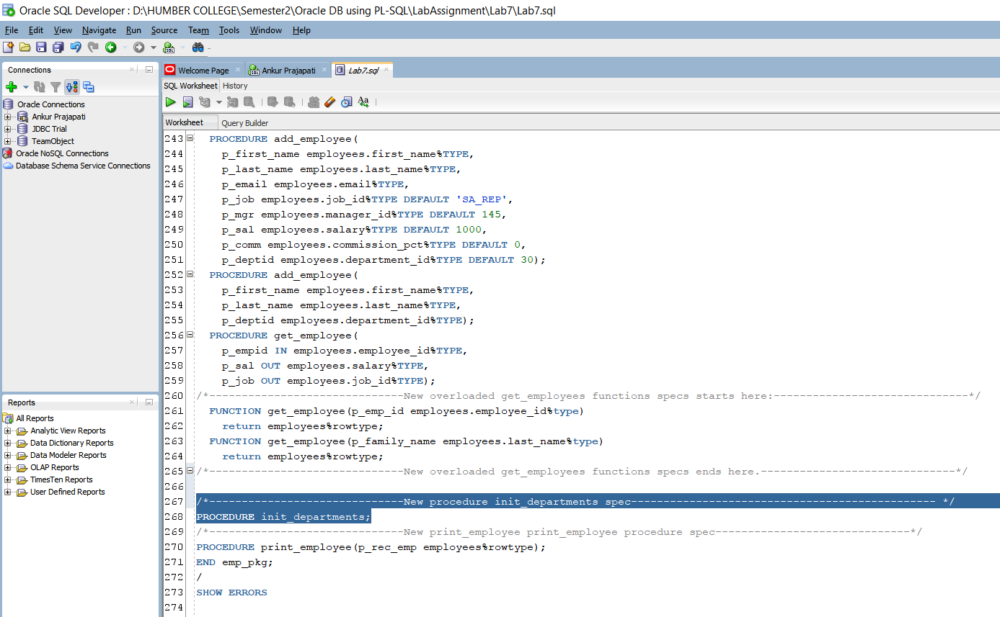 Oracle SQL Developer : D:\HUMBER COLLEGE\Semester2\Oracle DB using PL-SQL\LabAssignment\Lab7\Lab7.sql
File Edit View Navigate Run Source Team Tools Window Help
Connections
Oracle Connections
Ankur Prajapati
JDBC Trial
TeamObject
Oracle NoSQL Connections
Database Schema Service Connections
Reports
All Reports
Analytic View Reports
Data Dictionary Reports
Data Modeler Reports
OLAP Reports
TimesTen Reports
User Defined Reports
Welcome Page Ankur Prajapati Lab7.sql
SQL Worksheet History
Worksheet Query Builder
243 PROCEDURE add_employee(
244 p_first_name employees.first_name%TYPE,
245 p_last_name employees.last_name%TYPE,
246 p_email employees.email%TYPE,
247 p_job employees.job_id%TYPE DEFAULT 'SA_REP',
248 p_mgr employees.manager_id%TYPE DEFAULT 145,
249 p_sal employees.salary%TYPE DEFAULT 1000,
250 p_comm employees.commission_pct%TYPE DEFAULT 0,
251 p_deptid employees.department_id%TYPE DEFAULT 30);
252 PROCEDURE add_employee(
253 p_first_name employees.first_name%TYPE,
254 p_last_name employees.last_name%TYPE,
255 p_deptid employees.department_id%TYPE);
256 PROCEDURE get_employee(
257 p_empid IN employees.employee_id%TYPE,
258 p_sal OUT employees.salary%TYPE,
259 p_job OUT employees.job_id%TYPE);
260 /*------------------------------New overloaded get_employees functions specs starts here:------------------------------*/
261 FUNCTION get_employee(p_emp_id employees.employee_id%type)
262 return employees%rowtype;
263 FUNCTION get_employee(p_family_name employees.last_name%type)
264 return employees%rowtype;
265 /*------------------------------New overloaded get_employees functions specs ends here.------------------------------*/
266
267 /*------------------------------New procedure init_departments spec----------------------------------------------- */
268 PROCEDURE init_departments;
269 /*------------------------------New print_employee print_employee procedure spec------------------------------*/
270 PROCEDURE print_employee(p_rec_emp employees%rowtype);
271 END emp_pkg;
272 /
273 SHOW ERRORS
274